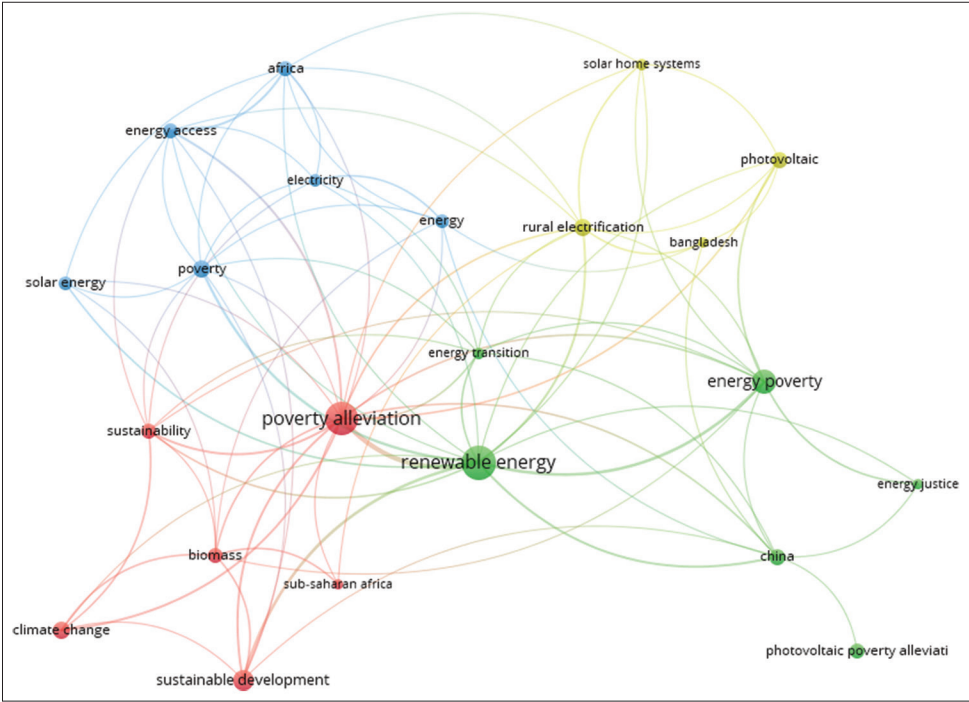 africa
solar home systems
energy access
photovoltaic
electricity
energy
rural electrification
bangladesh
poverty
solar energy
energy transition
energy poverty
poverty alleviation
sustainability
renewable energy
energy justice
biomass
china
sub-saharan africa
climate change
photovoltaic poverty alleviati
sustainable development